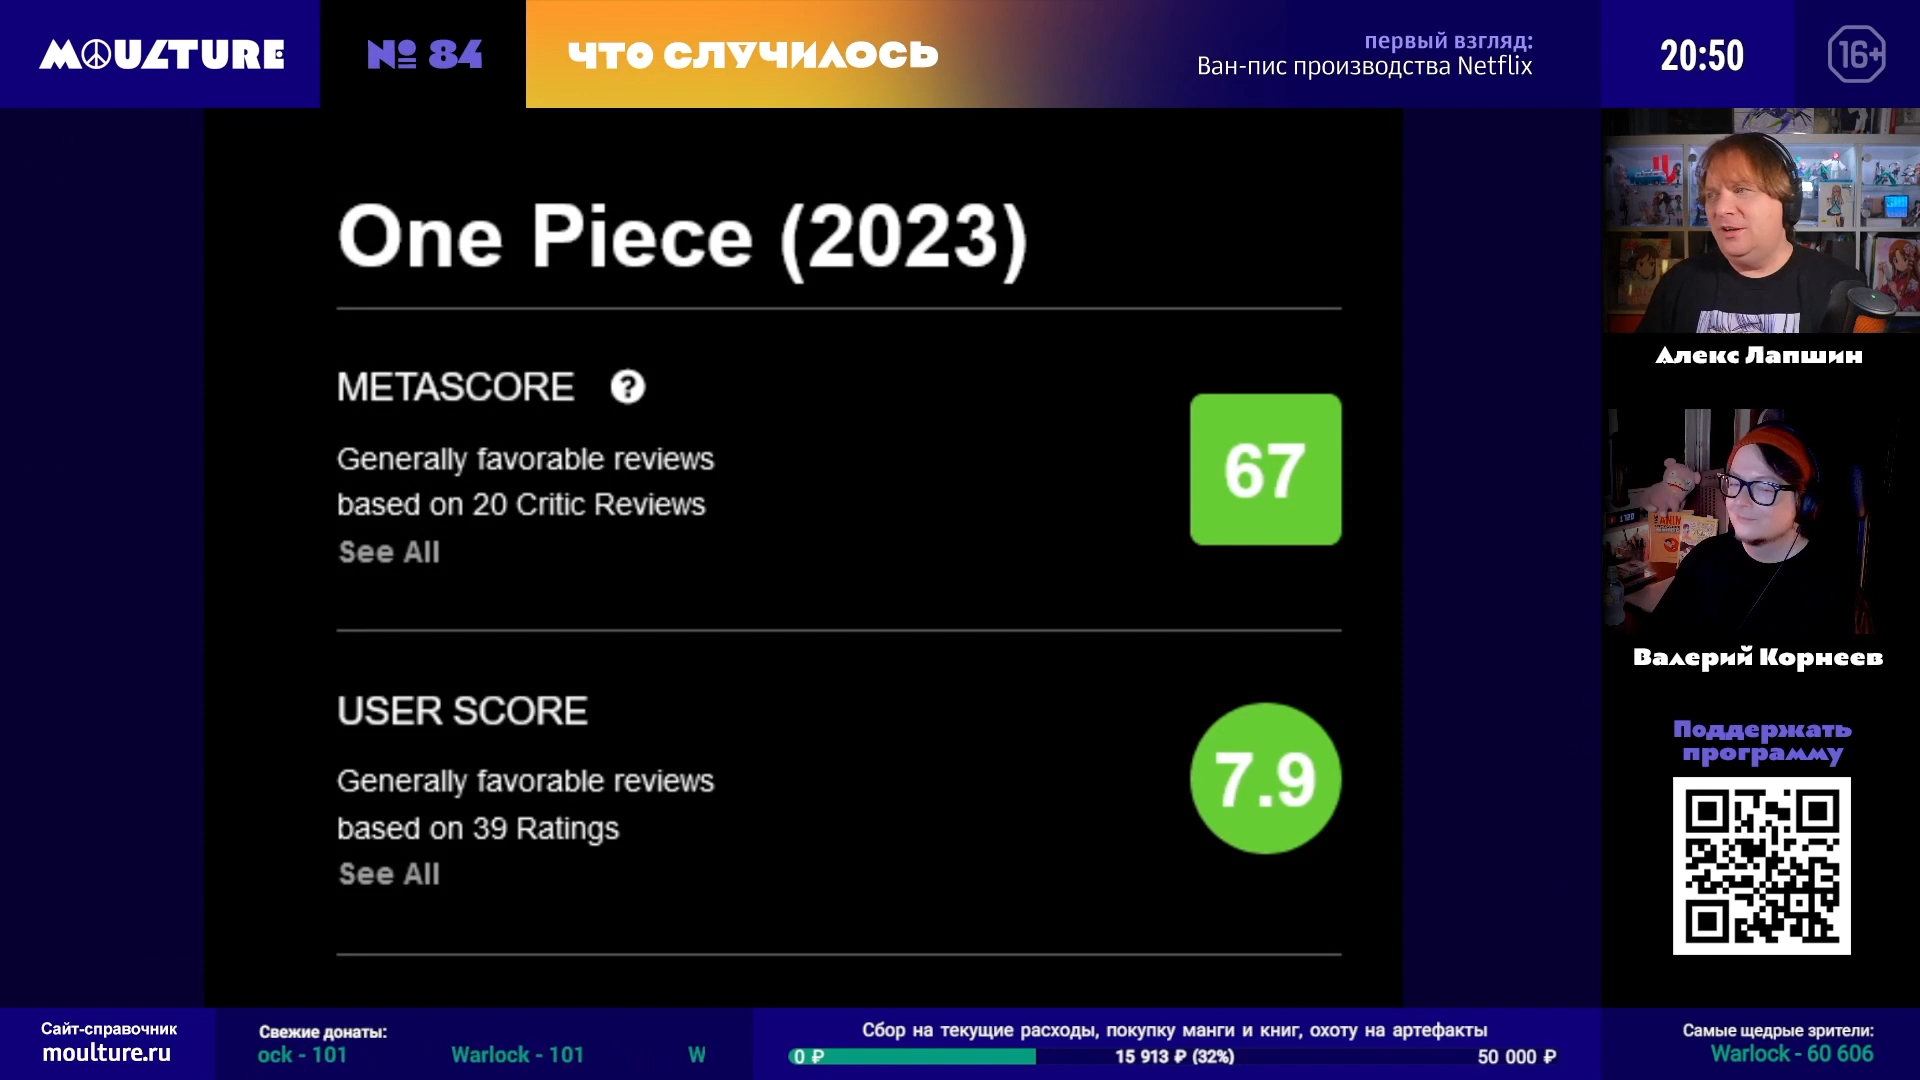 MOULTURE
№ 84
ЧТО СЛУЧИЛОСЬ
первый взгляд:
Ван-пис производства Netflix
20:50
16+
One Piece (2023)
METASCORE ?
Generally favorable reviews
based on 20 Critic Reviews
See All
67
USER SCORE
Generally favorable reviews
based on 39 Ratings
See All
7.9
Алекс Лапшин
Валерий Корнеев
Поддержать
программу
Сайт-справочник
moulture.ru
Свежие донаты:
ock - 101 Warlock - 101 W
Сбор на текущие расходы, покупку манги и книг, охоту на артефакты
0 ₽ 15 913 ₽ (32%) 50 000 ₽
Самые щедрые зрители:
Warlock - 60 606